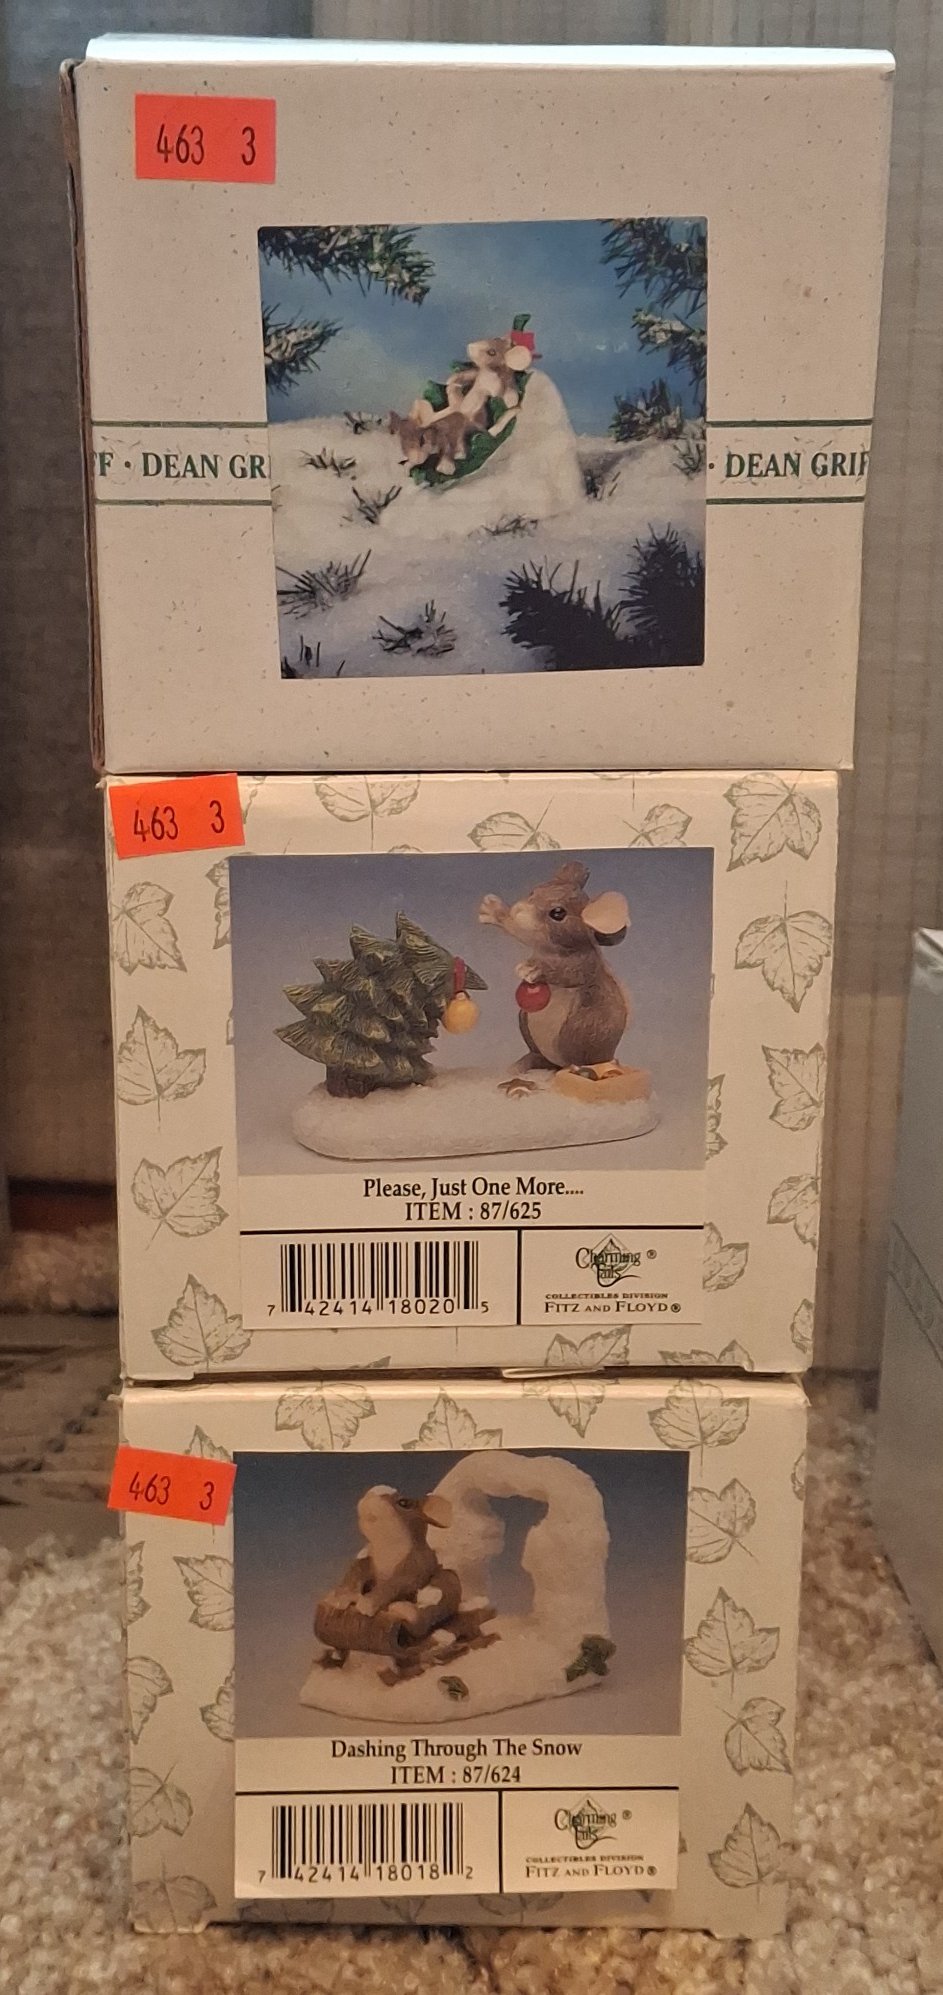 463 3
F · DEAN GRI
· DEAN GRIF
463 3
Please, Just One More....
ITEM : 87/625
7 42414 18020 5
Charming Tails ®
COLLECTIBLES DIVISION
FITZ AND FLOYD®
463 3
Dashing Through The Snow
ITEM : 87/624
7 42414 18018 2
Charming Tails ®
COLLECTIBLES DIVISION
FITZ AND FLOYD®